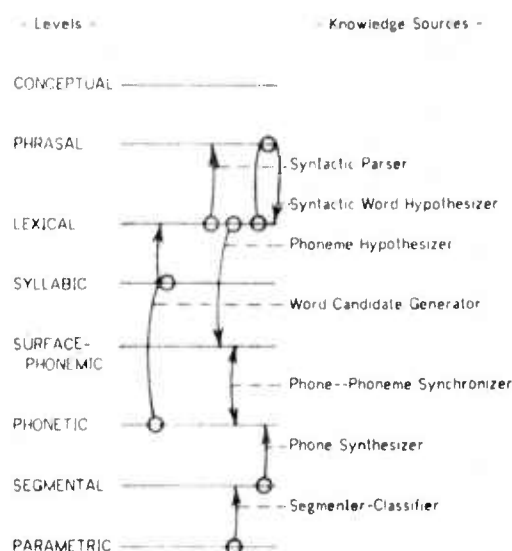 - Levels - - Knowledge Sources -
CONCEPTUAL
PHRASAL
Syntactic Parser
Syntactic Word Hypothesizer
LEXICAL
Phoneme Hypothesizer
SYLLABIC
Word Candidate Generator
SURFACE-
PHONEMIC
Phone--Phoneme Synchronizer
PHONETIC
Phone Synthesizer
SEGMENTAL
Segmenter-Classifier
PARAMETRIC